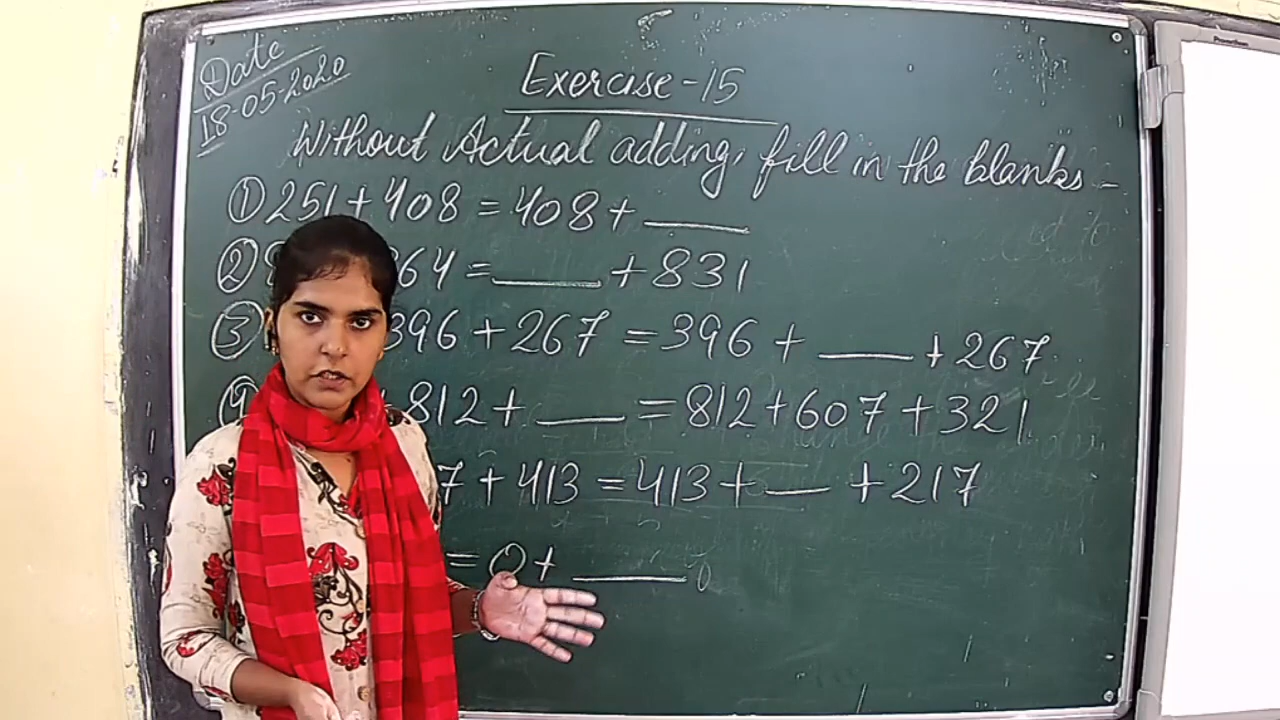 Date
18-05-2020
Exercise-15
Without Actual adding, fill in the blanks -
① 251+408 = 408+ ____
② 8 364 = ____ +831
③ 396 + 267 = 396 + ____ + 267
④ 812+ ____ = 812+607+321
7 + 413 = 413 + ____ + 217
= 0+ ____